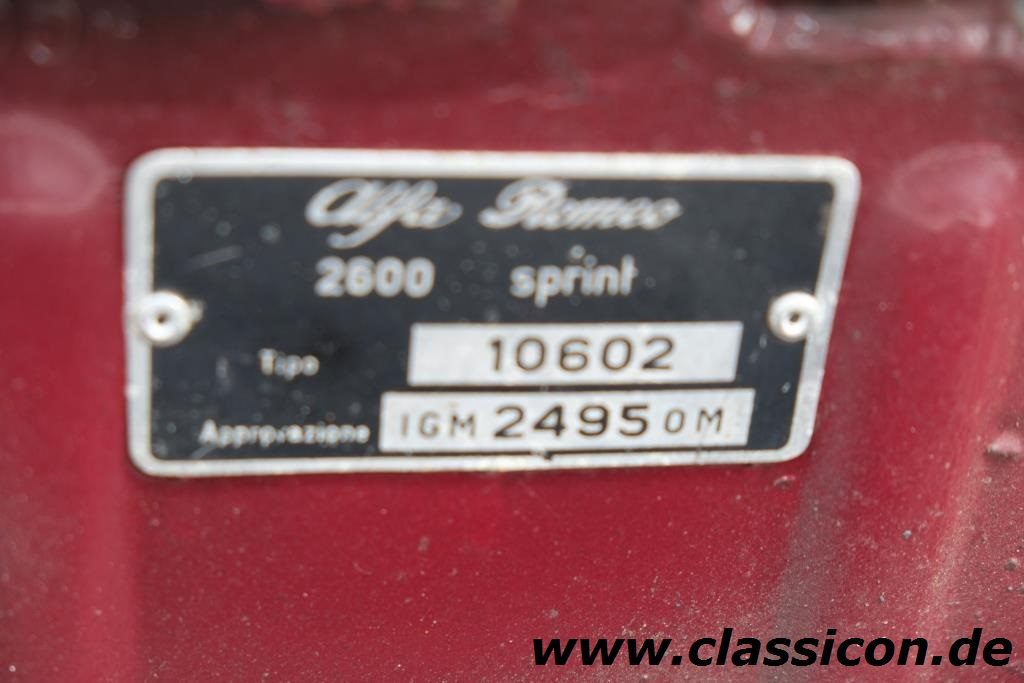 Alfa Romeo
2600 sprint
Tipo 10602
Approvazione IGM 2495 OM
www.classicon.de